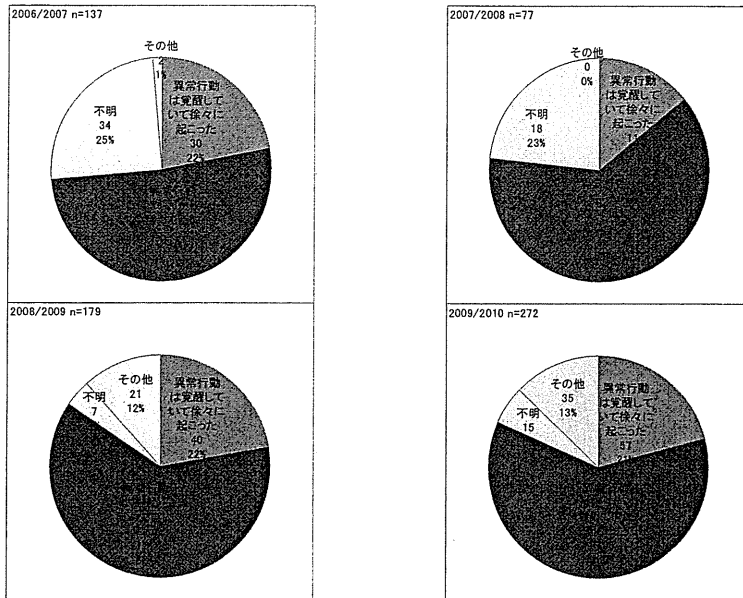 2006/2007 n=137
その他
2
1%
異常行動
は覚醒して
いて徐々に
起こった
30
22%
不明
34
25%
2007/2008 n=77
その他
0
0%
異常行動
は覚醒して
いて徐々に
起こった
11
不明
18
23%
2008/2009 n=179
その他
21
12%
不明
7
異常行動
は覚醒して
いて徐々に
起こった
40
22%
2009/2010 n=272
その他
35
13%
不明
15
異常行動
は覚醒して
いて徐々に
起こった
57
21%